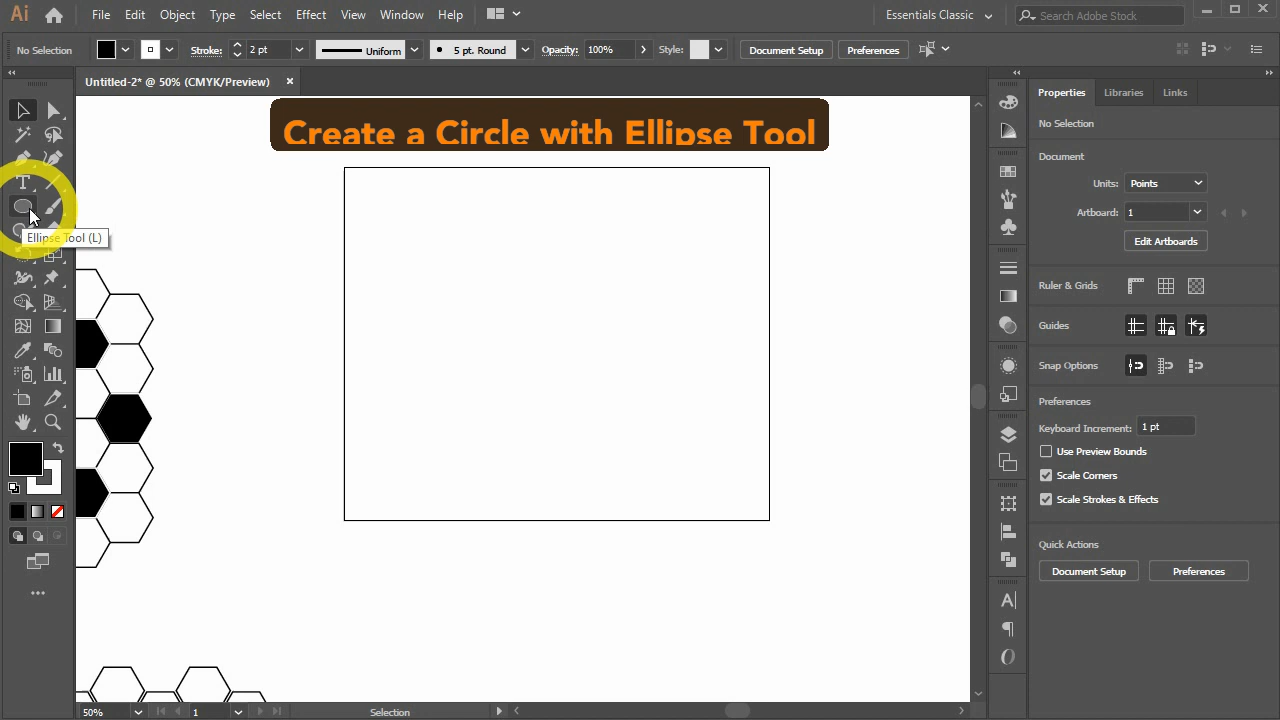 Ai File Edit Object Type Select Effect View Window Help Essentials Classic Search Adobe Stock
No Selection Stroke: 2 pt Uniform 5 pt. Round Opacity: 100% Style: Document Setup Preferences
Untitled-2* @ 50% (CMYK/Preview)
Create a Circle with Ellipse Tool
Ellipse Tool (L)
Properties Libraries Links
No Selection
Document
Units: Points
Artboard: 1
Edit Artboards
Ruler & Grids
Guides
Snap Options
Preferences
Keyboard Increment: 1 pt
Use Preview Bounds
Scale Corners
Scale Strokes & Effects
Quick Actions
Document Setup Preferences
50% 1 Selection